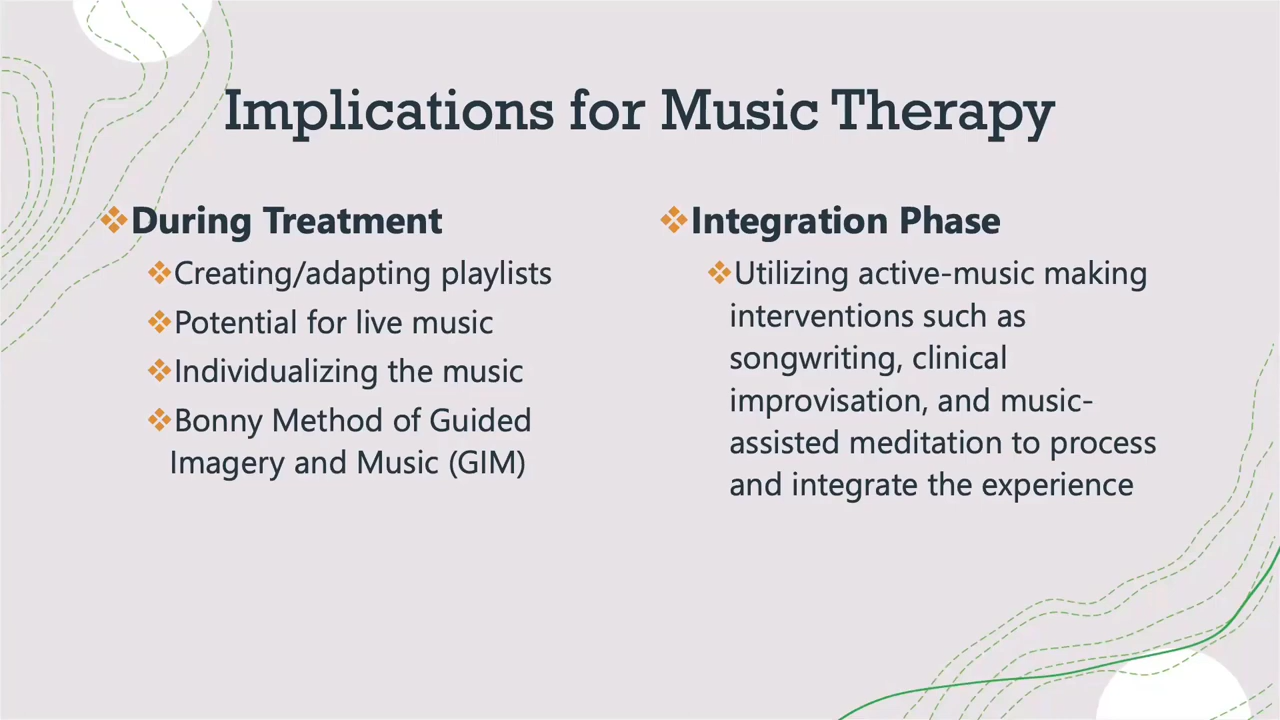 Implications for Music Therapy
During Treatment
Creating/adapting playlists
Potential for live music
Individualizing the music
Bonny Method of Guided
Imagery and Music (GIM)
Integration Phase
Utilizing active-music making
interventions such as
songwriting, clinical
improvisation, and music-
assisted meditation to process
and integrate the experience